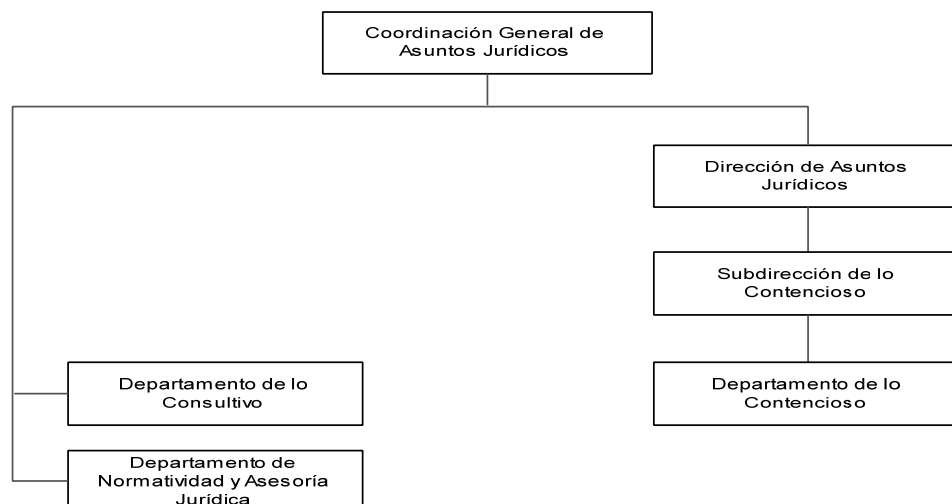 Coordinación General de
Asuntos Jurídicos
Dirección de Asuntos
Jurídicos
Subdirección de lo
Contencioso
Departamento de lo
Consultivo
Departamento de lo
Contencioso
Departamento de
Normatividad y Asesoría
Jurídica